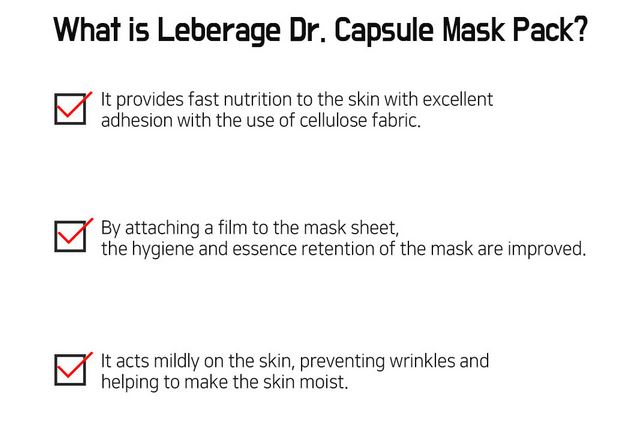 What is Leberage Dr. Capsule Mask Pack?
It provides fast nutrition to the skin with excellent
adhesion with the use of cellulose fabric.
By attaching a film to the mask sheet,
the hygiene and essence retention of the mask are improved.
It acts mildly on the skin, preventing wrinkles and
helping to make the skin moist.